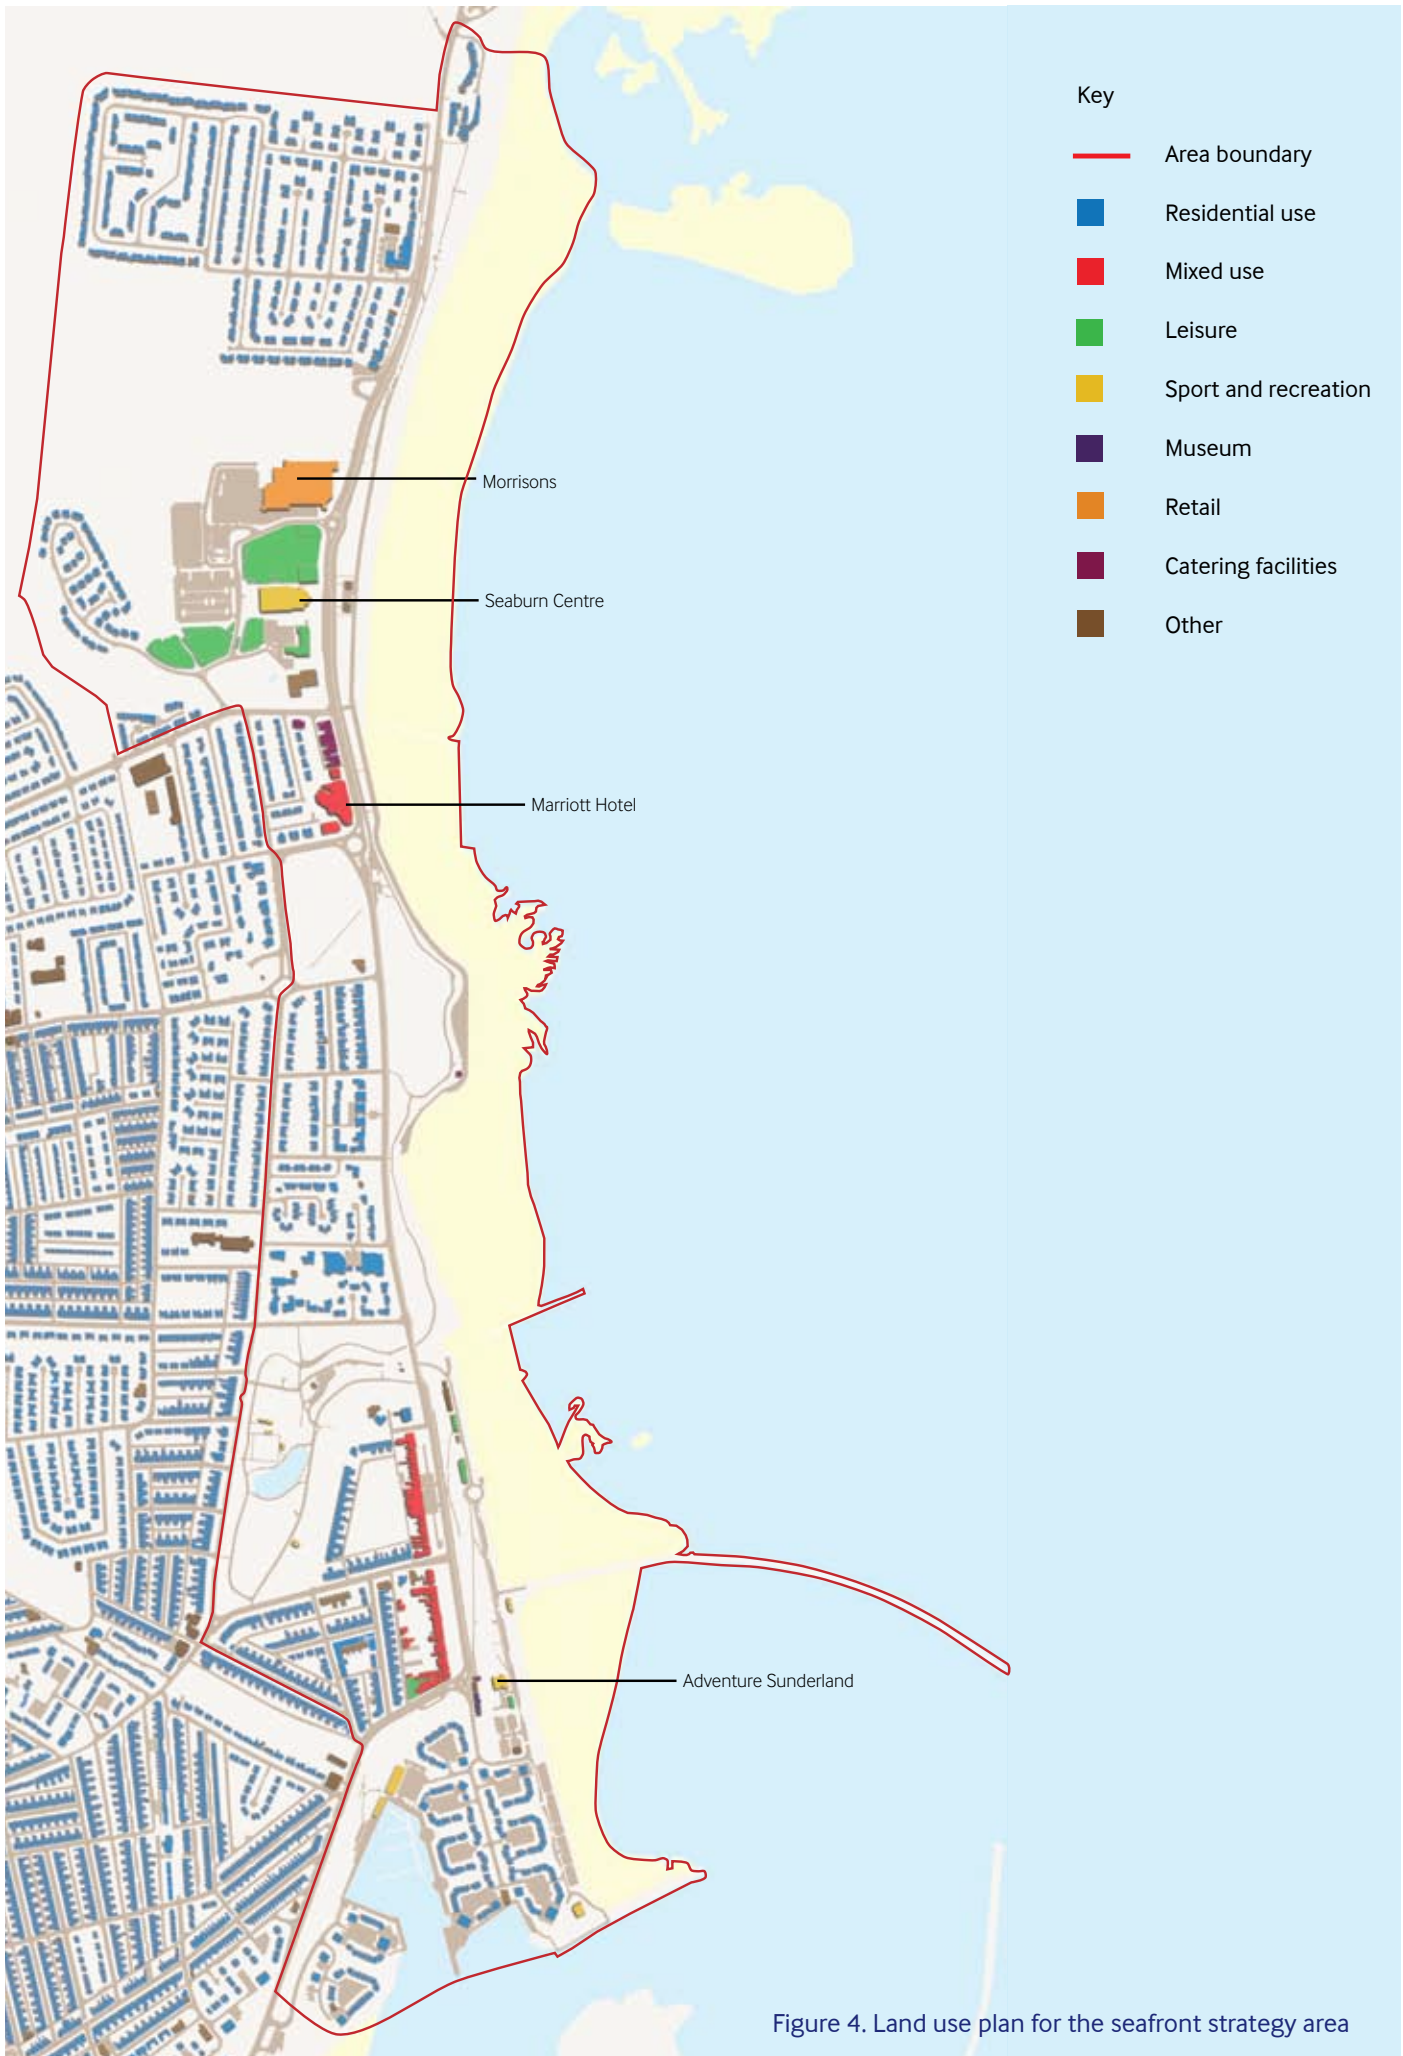 Key
Area boundary
Residential use
Mixed use
Leisure
Sport and recreation
Museum
Retail
Catering facilities
Other
Morrisons
Seaburn Centre
Marriott Hotel
Adventure Sunderland
Figure 4. Land use plan for the seafront strategy area